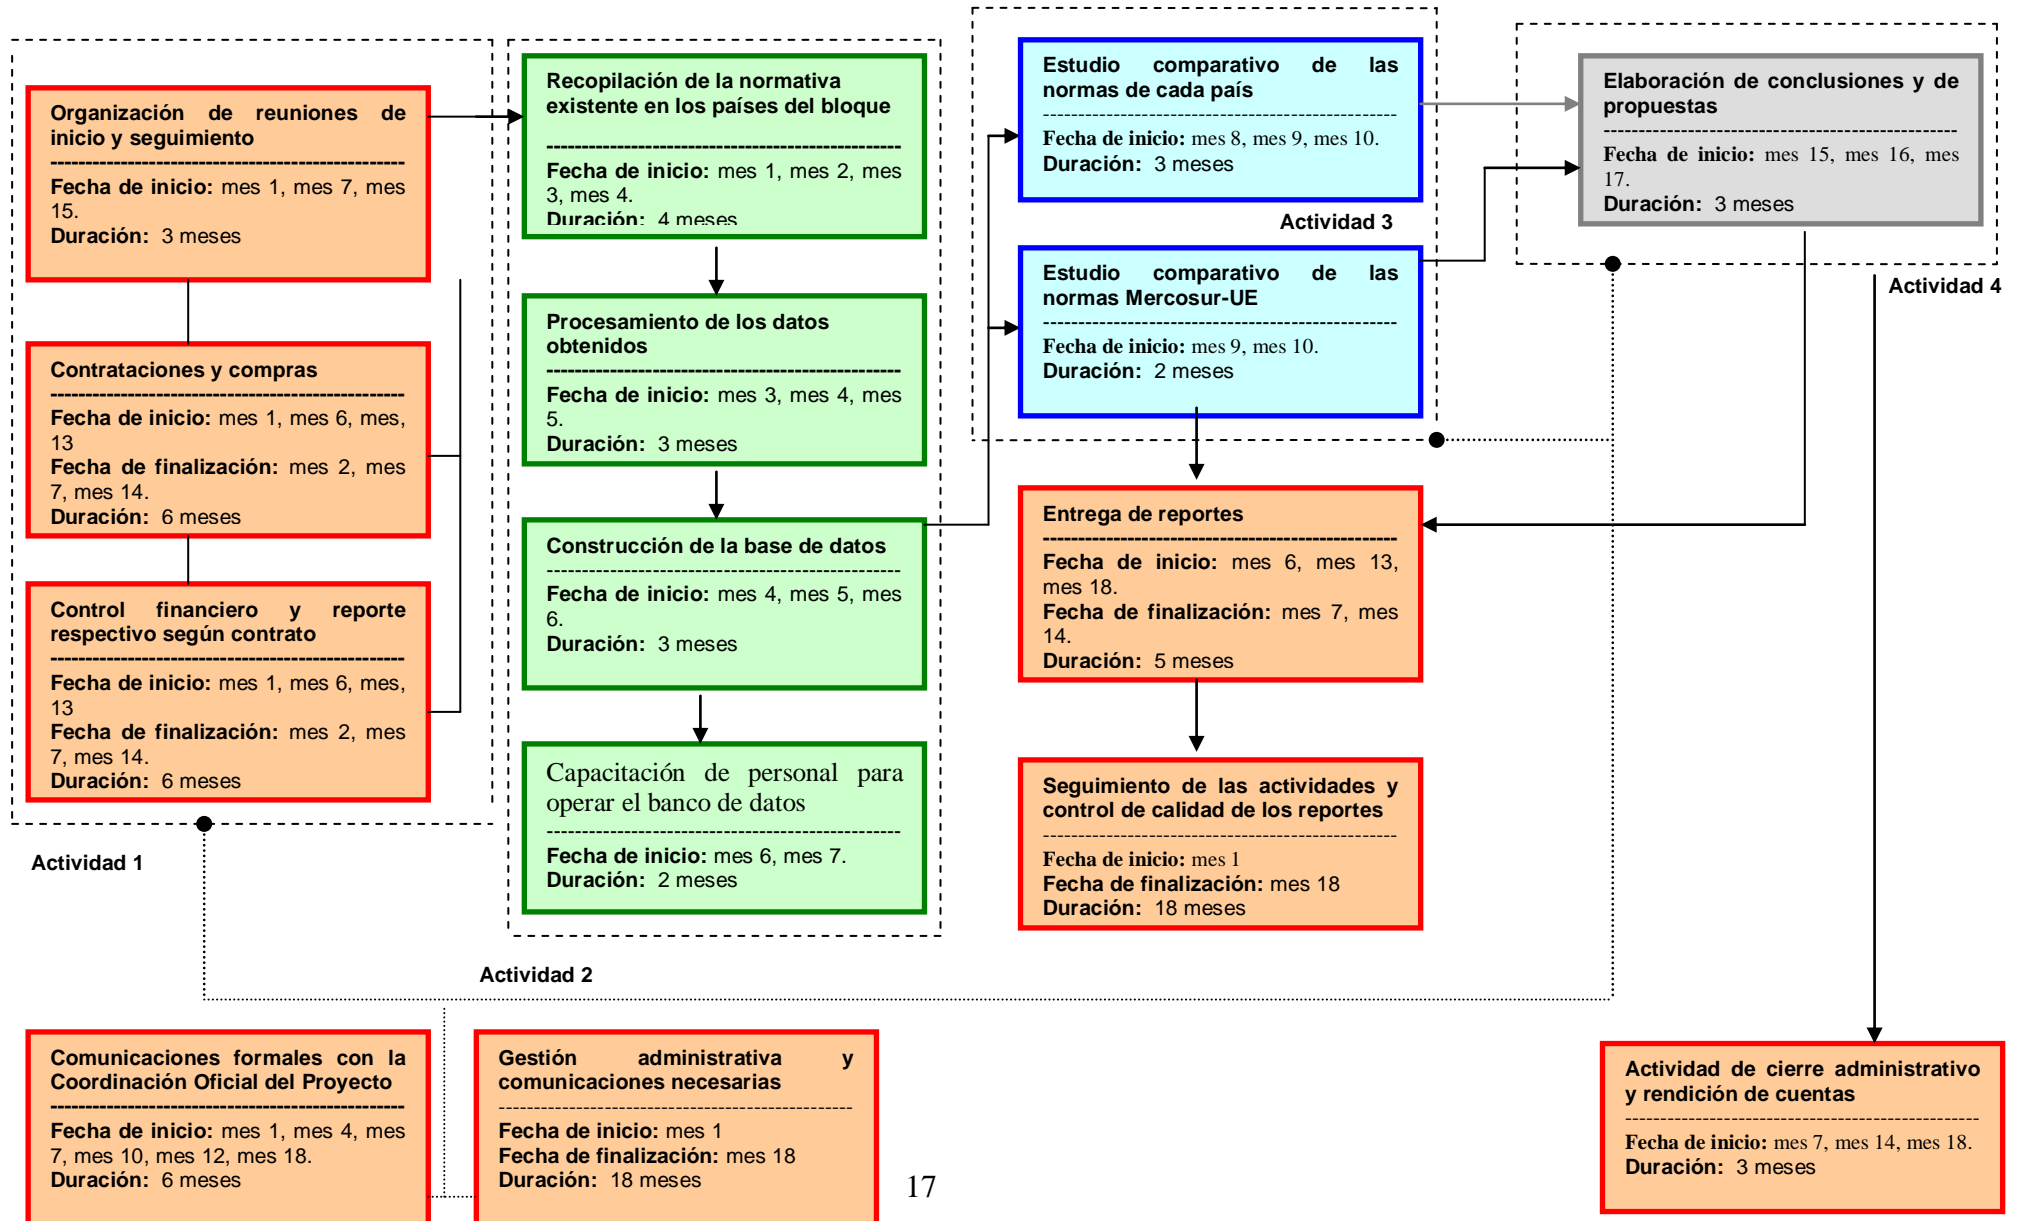 Organización de reuniones de
inicio y seguimiento
Fecha de inicio: mes 1, mes 7, mes
15.
Duración: 3 meses
Contrataciones y compras
Fecha de inicio: mes 1, mes 6, mes,
13
Fecha de finalización: mes 2, mes
7, mes 14.
Duración: 6 meses
Control financiero y reporte
respectivo según contrato
Fecha de inicio: mes 1, mes 6, mes,
13
Fecha de finalización: mes 2, mes
7, mes 14.
Duración: 6 meses
Actividad 1
Recopilación de la normativa
existente en los países del bloque
Fecha de inicio: mes 1, mes 2, mes
3, mes 4.
Duración: 4 meses
Procesamiento de los datos
obtenidos
Fecha de inicio: mes 3, mes 4, mes
5.
Duración: 3 meses
Construcción de la base de datos
Fecha de inicio: mes 4, mes 5, mes
6.
Duración: 3 meses
Capacitación de personal para
operar el banco de datos
Fecha de inicio: mes 6, mes 7.
Duración: 2 meses
Actividad 2
Estudio comparativo de las
normas de cada país
Fecha de inicio: mes 8, mes 9, mes 10.
Duración: 3 meses
Actividad 3
Estudio comparativo de las
normas Mercosur-UE
Fecha de inicio: mes 9, mes 10.
Duración: 2 meses
Entrega de reportes
Fecha de inicio: mes 6, mes 13,
mes 18.
Fecha de finalización: mes 7, mes
14.
Duración: 5 meses
Seguimiento de las actividades y
control de calidad de los reportes
Fecha de inicio: mes 1
Fecha de finalización: mes 18
Duración: 18 meses
Elaboración de conclusiones y de
propuestas
Fecha de inicio: mes 15, mes 16, mes
17.
Duración: 3 meses
Actividad 4
Comunicaciones formales con la
Coordinación Oficial del Proyecto
Fecha de inicio: mes 1, mes 4, mes
7, mes 10, mes 12, mes 18.
Duración: 6 meses
Gestión administrativa y
comunicaciones necesarias
Fecha de inicio: mes 1
Fecha de finalización: mes 18
Duración: 18 meses
Actividad de cierre administrativo
y rendición de cuentas
Fecha de inicio: mes 7, mes 14, mes 18.
Duración: 3 meses
17